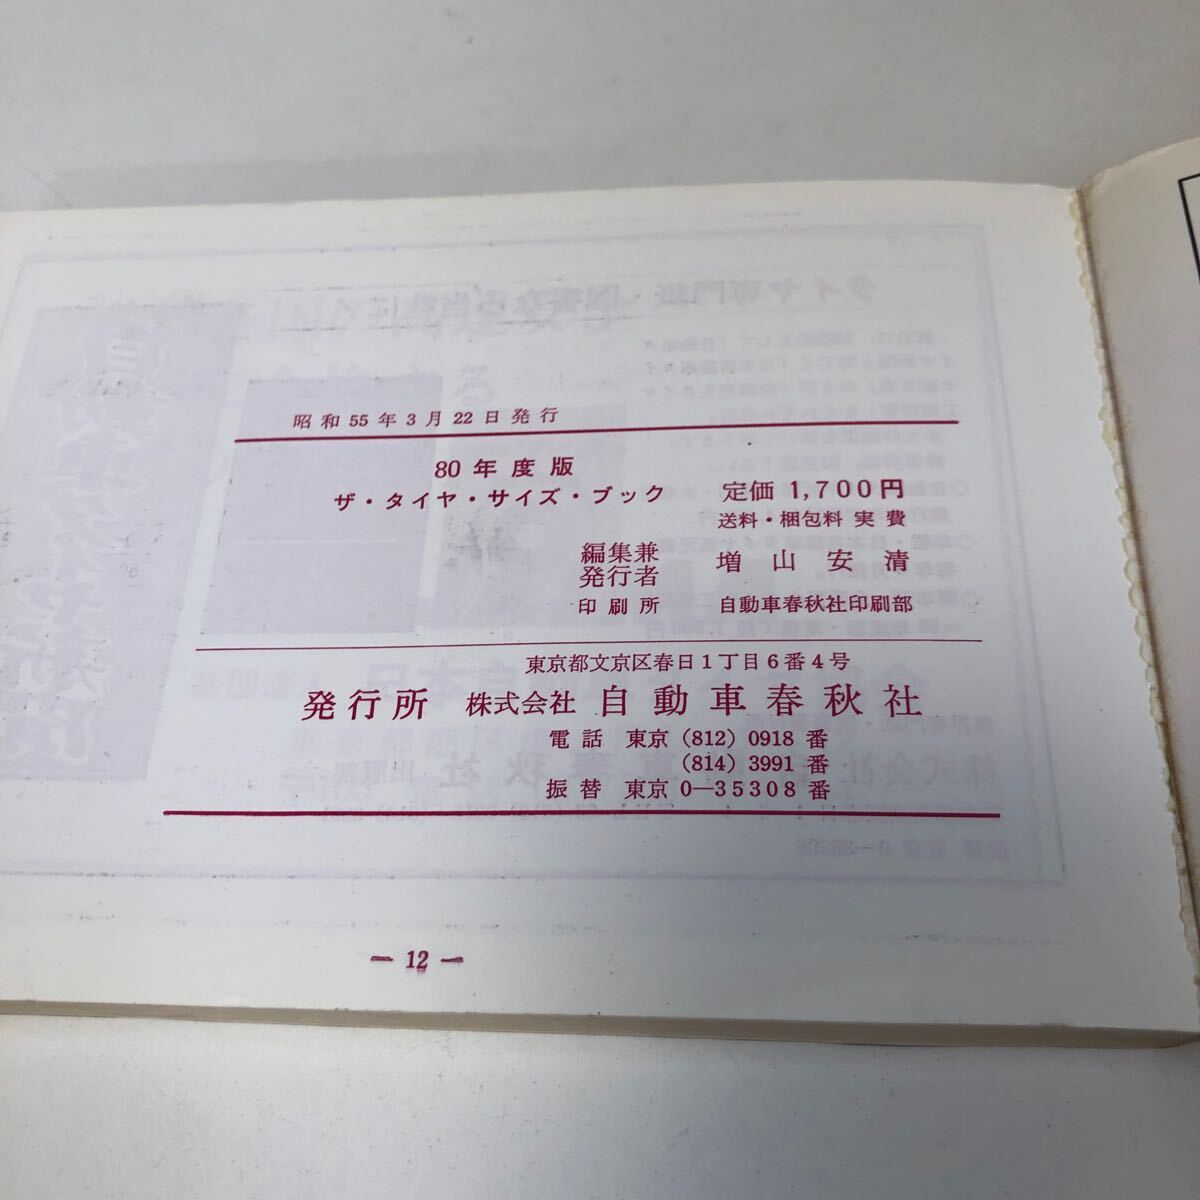 昭和55年3月22日発行
80年度版
ザ・タイヤ・サイズ・ブック 定価 1,700円
送料・梱包料 実費
編集兼
発行者 増山安清
印刷所 自動車春秋社印刷部
東京都文京区春日1丁目6番4号
発行所 株式会社 自動車春秋社
電話 東京 (812) 0918 番
(814) 3991 番
振替 東京 0—35308 番
— 12 —